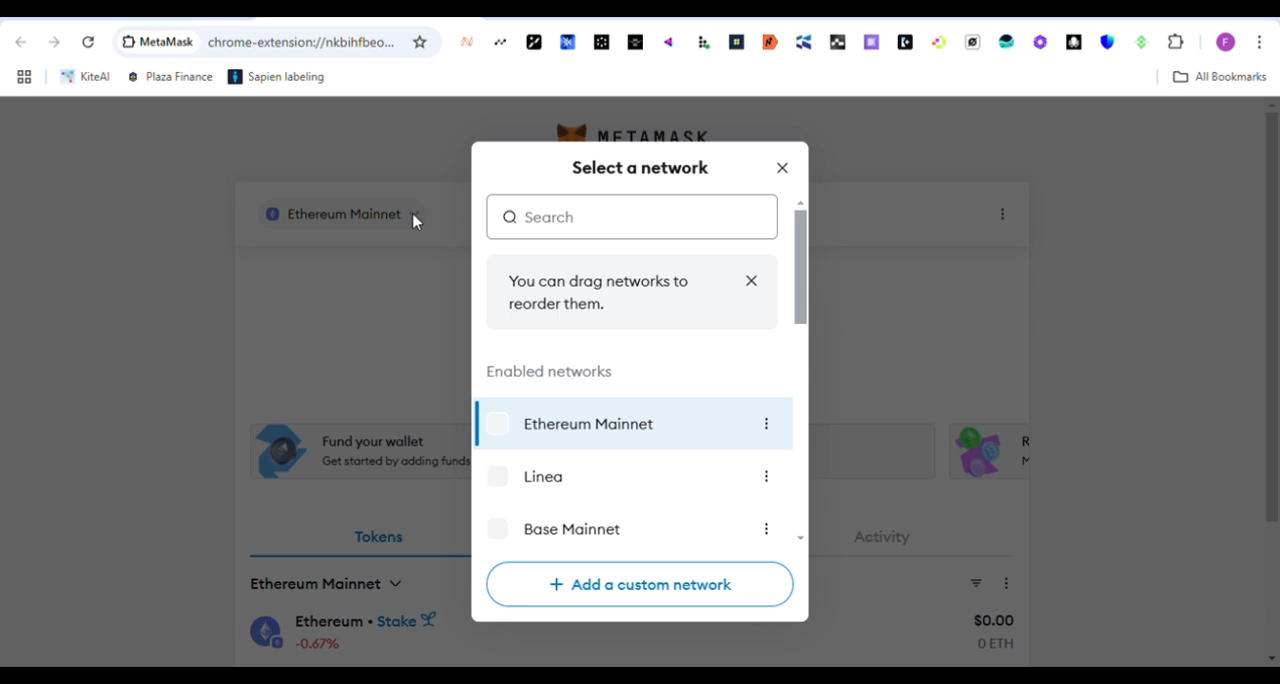 MetaMask
chrome-extension://nkbihfbeo...
F
KiteAI
Plaza Finance
Sapien labeling
All Bookmarks
METAMASK
Select a network
Ethereum Mainnet
Search
You can drag networks to
reorder them.
Enabled networks
Ethereum Mainnet
Fund your wallet
Get started by adding funds
Linea
Base Mainnet
Tokens
Activity
+ Add a custom network
Ethereum Mainnet
Ethereum • Stake
$0.00
-0.67%
0 ETH